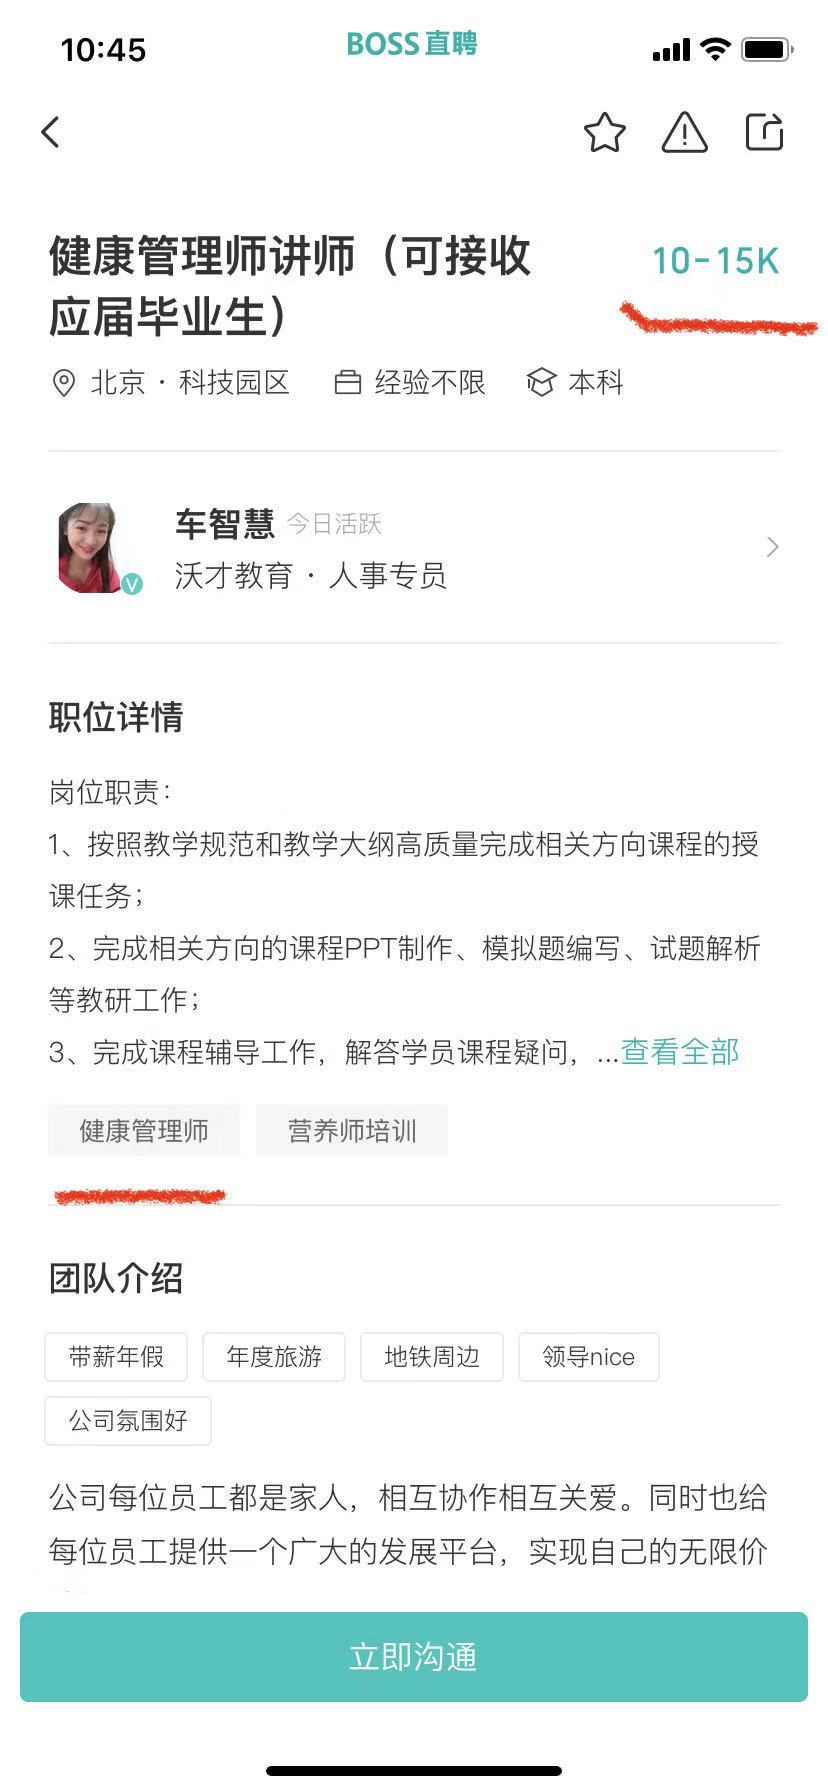 10:45
BOSS直聘
健康管理师讲师（可接收
应届毕业生）
10-15K
北京·科技园区 经验不限 本科
车智慧 今日活跃
V
沃才教育·人事专员
职位详情
岗位职责：
1、按照教学规范和教学大纲高质量完成相关方向课程的授
课任务；
2、完成相关方向的课程PPT制作、模拟题编写、试题解析
等教研工作；
3、完成课程辅导工作，解答学员课程疑问，...查看全部
健康管理师 营养师培训
团队介绍
带薪年假 年度旅游 地铁周边 领导nice
公司氛围好
公司每位员工都是家人，相互协作相互关爱。同时也给
每位员工提供一个广大的发展平台，实现自己的无限价
立即沟通